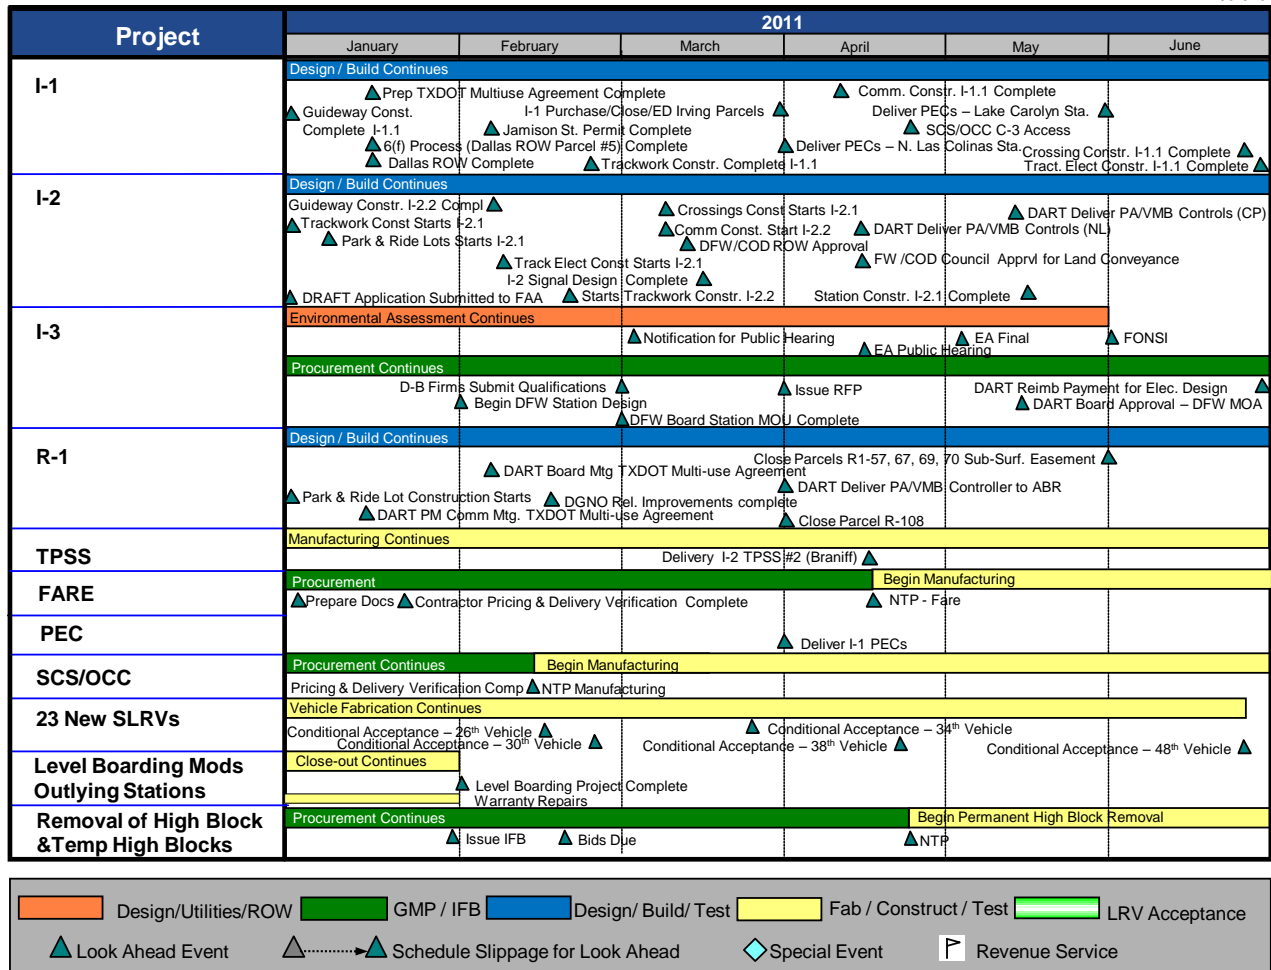 Project
2011
January
February
March
April
May
June
I-1
Design / Build Continues
Prep TXDOT Multiuse Agreement Complete
Comm. Constr. I-1.1 Complete
Guideway Const.
Complete I-1.1
I-1 Purchase/Close/ED Irving Parcels
Deliver PECs – Lake Carolyn Sta.
Jamison St. Permit Complete
SCS/OCC C-3 Access
6(f) Process (Dallas ROW Parcel #5) Complete
Deliver PECs – N. Las Colinas Sta.
Crossing Constr. I-1.1 Complete
Dallas ROW Complete
Trackwork Constr. Complete I-1.1
Tract. Elect Constr. I-1.1 Complete
I-2
Design / Build Continues
Guideway Constr. I-2.2 Compl
Crossings Const Starts I-2.1
DART Deliver PA/VMB Controls (CP)
Trackwork Const Starts I-2.1
Comm Const. Start I-2.2
DART Deliver PA/VMB Controls (NL)
Park & Ride Lots Starts I-2.1
DFW/COD ROW Approval
Track Elect Const Starts I-2.1
FW /COD Council Apprvl for Land Conveyance
I-2 Signal Design Complete
DRAFT Application Submitted to FAA
Starts Trackwork Constr. I-2.2
Station Constr. I-2.1 Complete
I-3
Environmental Assessment Continues
Notification for Public Hearing
EA Final
FONSI
EA Public Hearing
Procurement Continues
D-B Firms Submit Qualifications
Issue RFP
DART Reimb Payment for Elec. Design
Begin DFW Station Design
DART Board Approval – DFW MOA
DFW Board Station MOU Complete
R-1
Design / Build Continues
Close Parcels R1-57, 67, 69, 70 Sub-Surf. Easement
DART Board Mtg TXDOT Multi-use Agreement
DART Deliver PA/VMB Controller to ABR
Park & Ride Lot Construction Starts
DGNO Rel. Improvements complete
DART PM Comm Mtg. TXDOT Multi-use Agreement
Close Parcel R-108
TPSS
Manufacturing Continues
Delivery I-2 TPSS #2 (Braniff)
FARE
Procurement
Begin Manufacturing
Prepare Docs
Contractor Pricing & Delivery Verification Complete
NTP - Fare
PEC
Deliver I-1 PECs
SCS/OCC
Procurement Continues
Begin Manufacturing
Pricing & Delivery Verification Comp
NTP Manufacturing
23 New SLRVs
Vehicle Fabrication Continues
Conditional Acceptance – 26th Vehicle
Conditional Acceptance – 34th Vehicle
Conditional Acceptance – 30th Vehicle
Conditional Acceptance – 38th Vehicle
Conditional Acceptance – 48th Vehicle
Level Boarding Mods
Outlying Stations
Close-out Continues
Level Boarding Project Complete
Warranty Repairs
Removal of High Block
&Temp High Blocks
Procurement Continues
Begin Permanent High Block Removal
Issue IFB
Bids Due
NTP
Design/Utilities/ROW
GMP / IFB
Design/ Build/ Test
Fab / Construct / Test
LRV Acceptance
Look Ahead Event
Schedule Slippage for Look Ahead
Special Event
Revenue Service